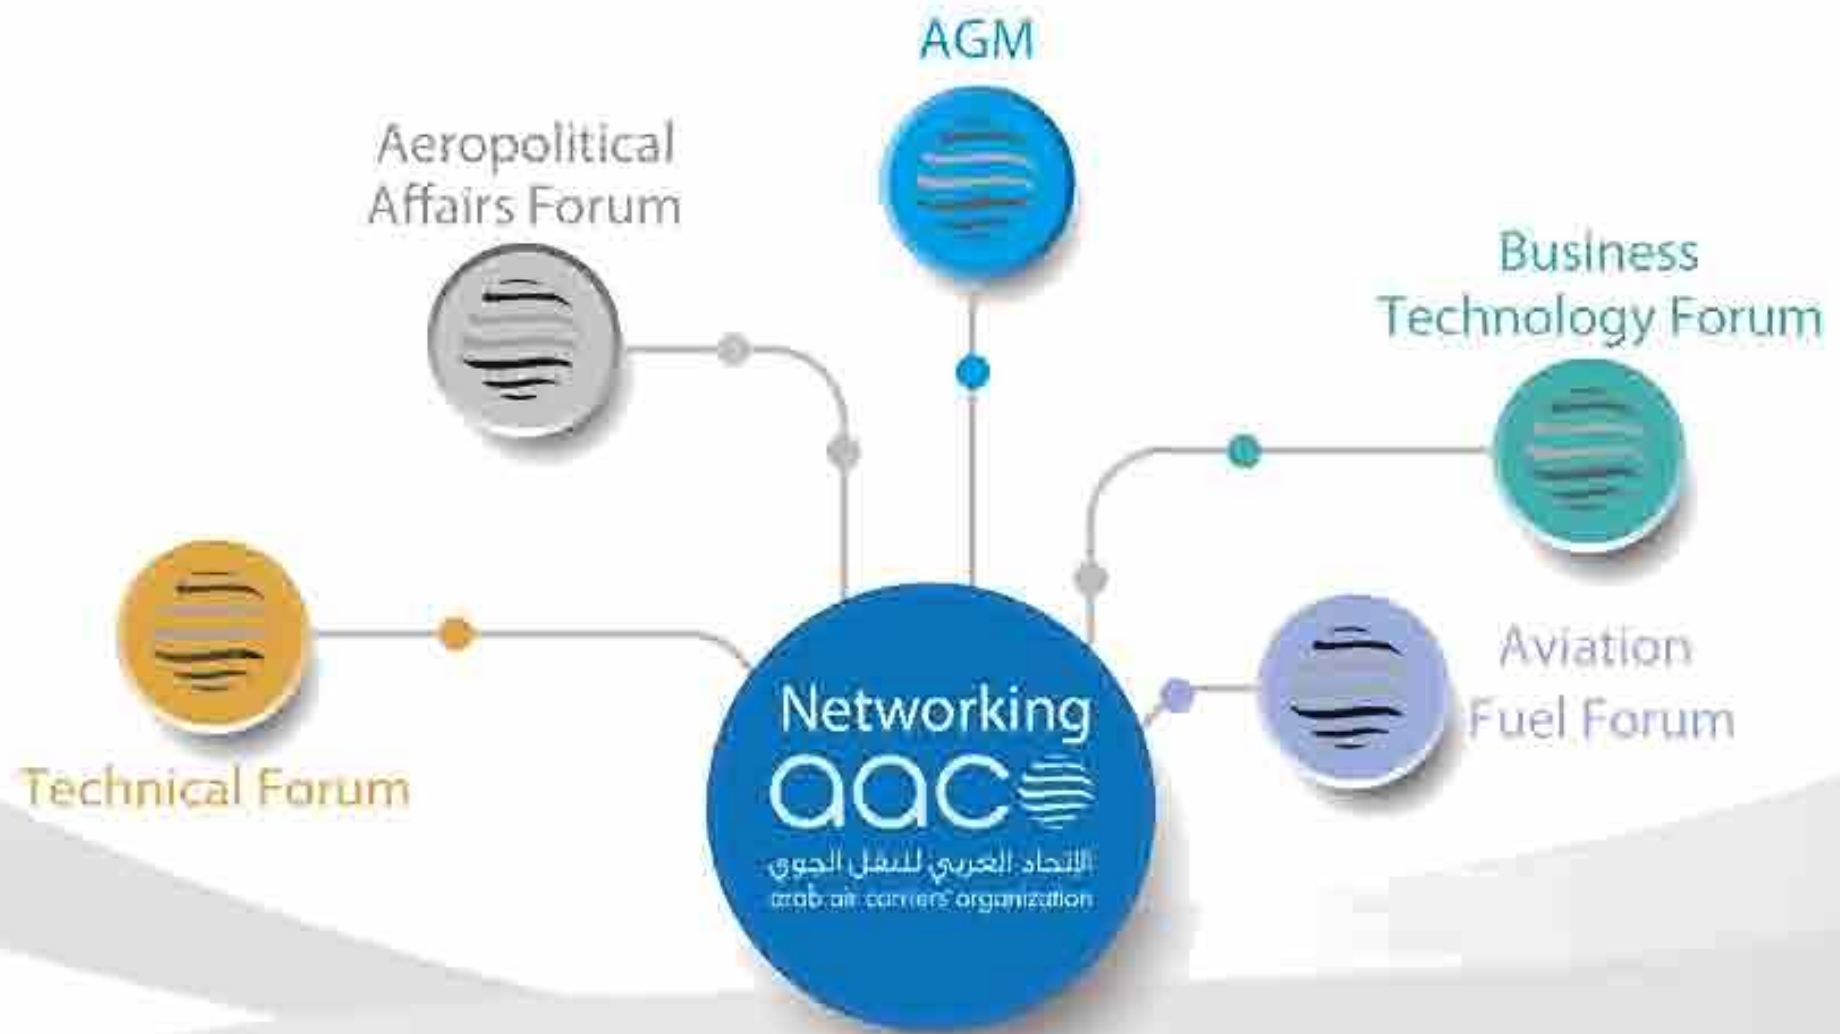 AGM
Aeropolitical
Affairs Forum
Business
Technology Forum
Aviation
Fuel Forum
Technical Forum
Networking
aaco
الإتحاد العربي للنقل الجوي
arab air carriers' organization